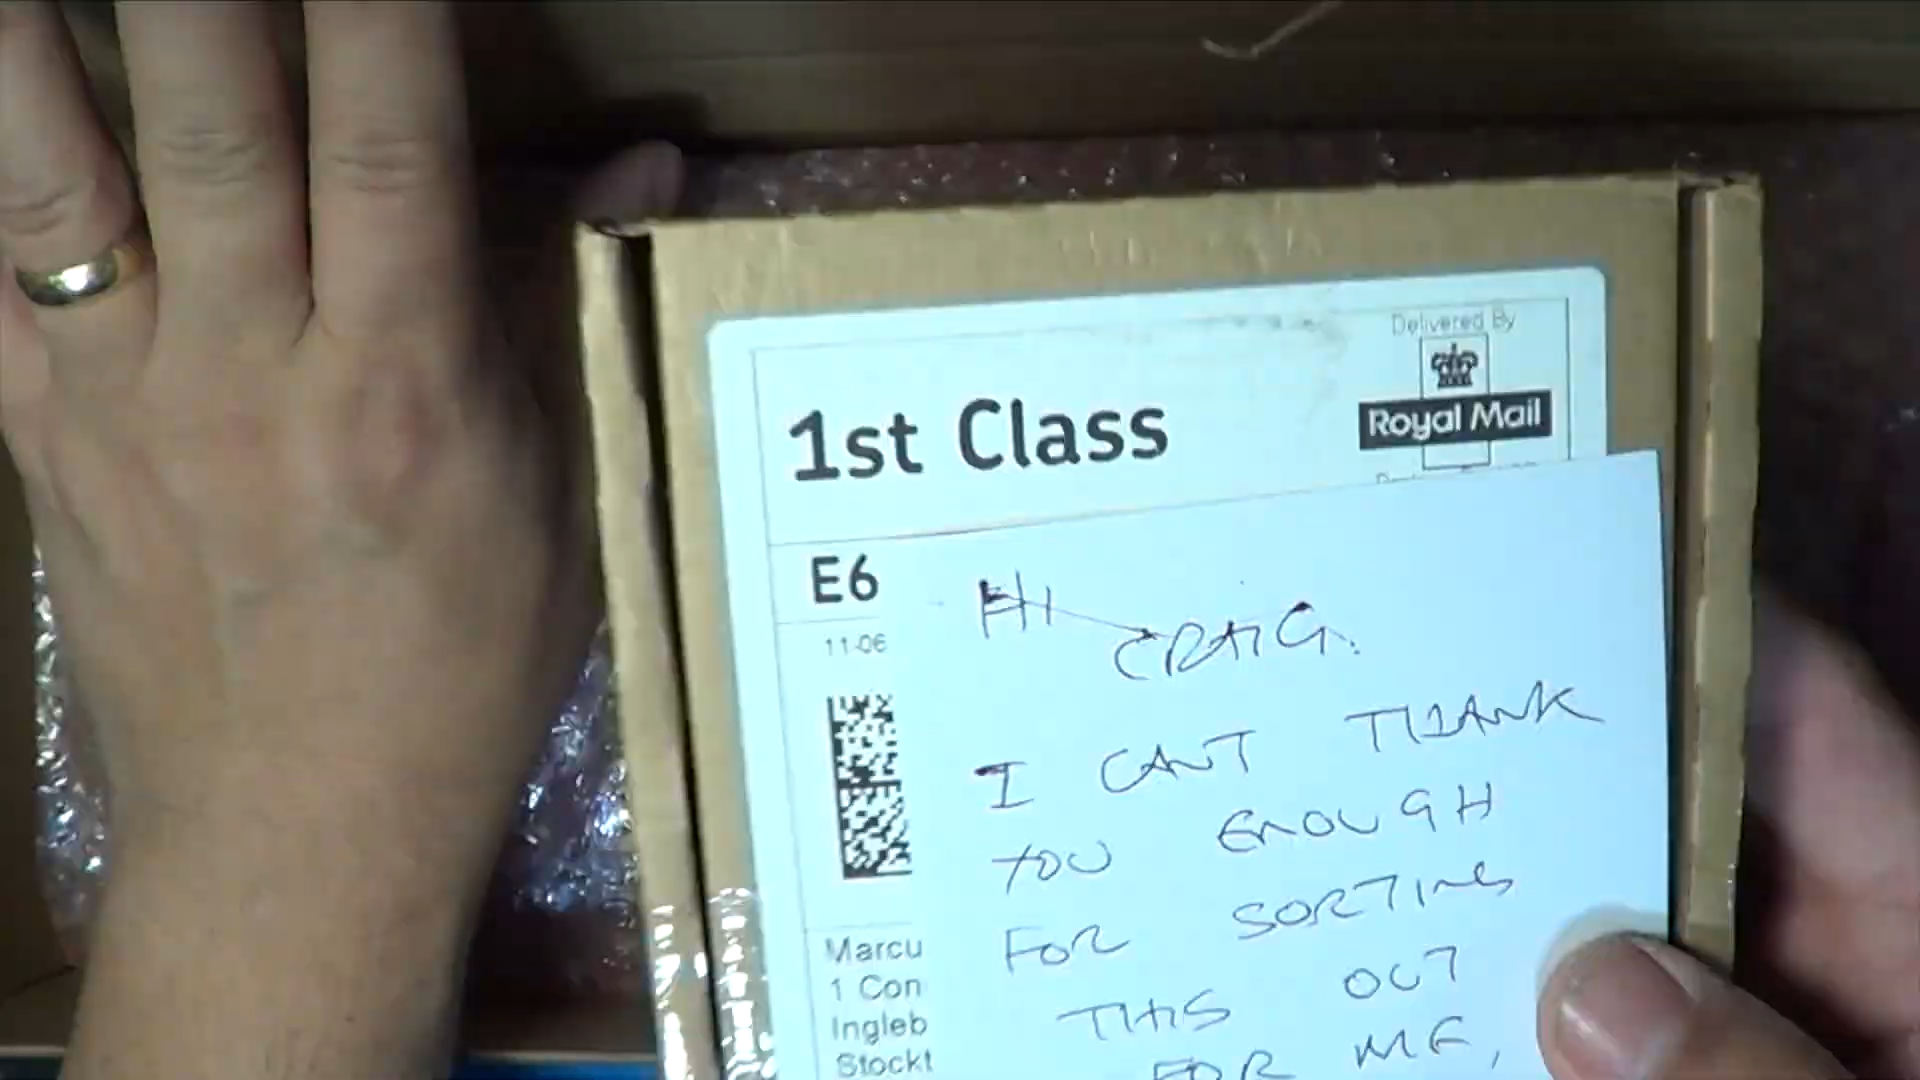 Delivered By
Royal Mail
1st Class
E6
11-06
Marcu
1 Con
Ingleb
Stockt
HI
CRAIG.
I CANT THANK
YOU ENOUGH
FOR SORTING
THIS OUT
FOR ME,